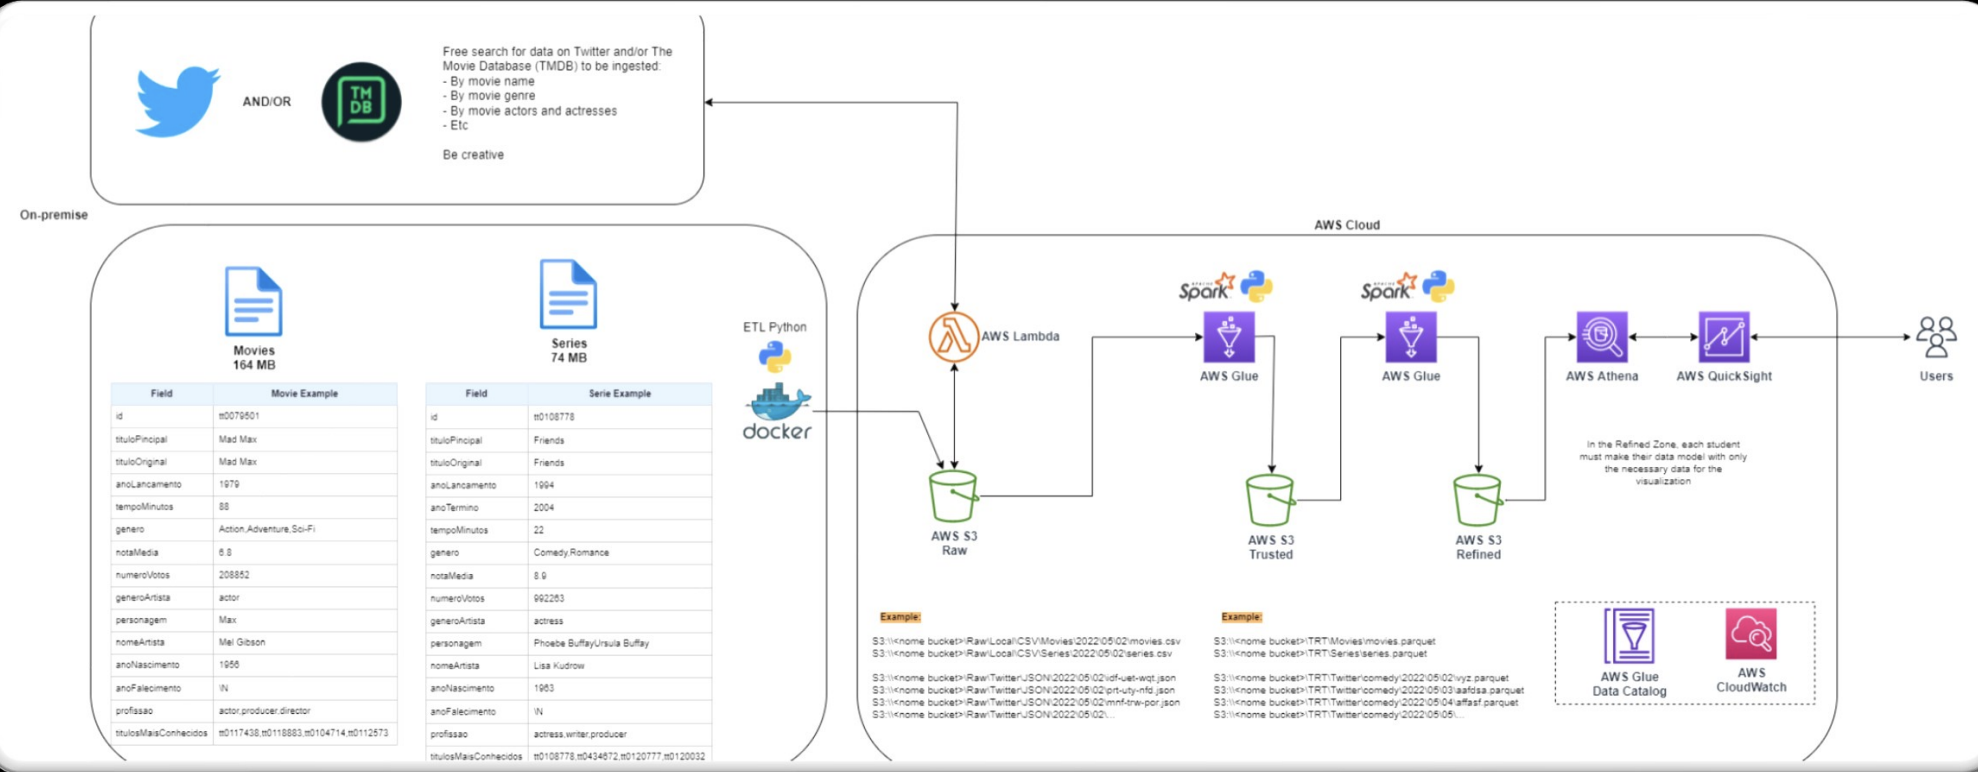 Free search for data on Twitter and/or The
Movie Database (TMDB) to be ingested:
- By movie name
- By movie genre
- By movie actors and actresses
- Etc
Be creative
AND/OR
TM
DB
On-premise
Movies
164 MB
Field Movie Example
id tt0079501
tituloPincipal Mad Max
tituloOriginal Mad Max
anoLancamento 1979
tempoMinutos 88
genero Action,Adventure,Sci-Fi
notaMedia 6.8
numeroVotos 208852
generoArtista actor
personagem Max
nomeArtista Mel Gibson
anoNascimento 1956
anoFalecimento \N
profissao actor,producer,director
titulosMaisConhecidos tt0117438,tt0118883,tt0104714,tt0112573
Series
74 MB
Field Serie Example
id tt0108778
tituloPincipal Friends
tituloOriginal Friends
anoLancamento 1994
anoTermino 2004
tempoMinutos 22
genero Comedy,Romance
notaMedia 8.9
numeroVotos 992263
generoArtista actress
personagem Phoebe BuffayUrsula Buffay
nomeArtista Lisa Kudrow
anoNascimento 1963
anoFalecimento \N
profissao actress,writer,producer
titulosMaisConhecidos tt0108778,tt0434672,tt0120777,tt0120032
ETL Python
docker
AWS Cloud
AWS Lambda
AWS S3
Raw
APACHE
Spark
AWS Glue
AWS S3
Trusted
APACHE
Spark
AWS Glue
AWS S3
Refined
AWS Athena
AWS QuickSight
Users
In the Refined Zone, each student
must make their data model with only
the necessary data for the
visualization
Example:
S3:\\<nome bucket>\Raw\Local\CSV\Movies\2022\05\02\movies.csv
S3:\\<nome bucket>\Raw\Local\CSV\Series\2022\05\02\series.csv
S3:\\<nome bucket>\Raw\Twitter\JSON\2022\05\02\idf-uet-wqt.json
S3:\\<nome bucket>\Raw\Twitter\JSON\2022\05\02\prt-uty-nfd.json
S3:\\<nome bucket>\Raw\Twitter\JSON\2022\05\02\mnf-trw-por.json
S3:\\<nome bucket>\Raw\Twitter\JSON\2022\05\02\...
Example:
S3:\\<nome bucket>\TRT\Movies\movies.parquet
S3:\\<nome bucket>\TRT\Series\series.parquet
S3:\\<nome bucket>\TRT\Twitter\comedy\2022\05\02\vyz.parquet
S3:\\<nome bucket>\TRT\Twitter\comedy\2022\05\03\aafdsa.parquet
S3:\\<nome bucket>\TRT\Twitter\comedy\2022\05\04\affasf.parquet
S3:\\<nome bucket>\TRT\Twitter\comedy\2022\05\05\...
AWS Glue
Data Catalog
AWS
CloudWatch